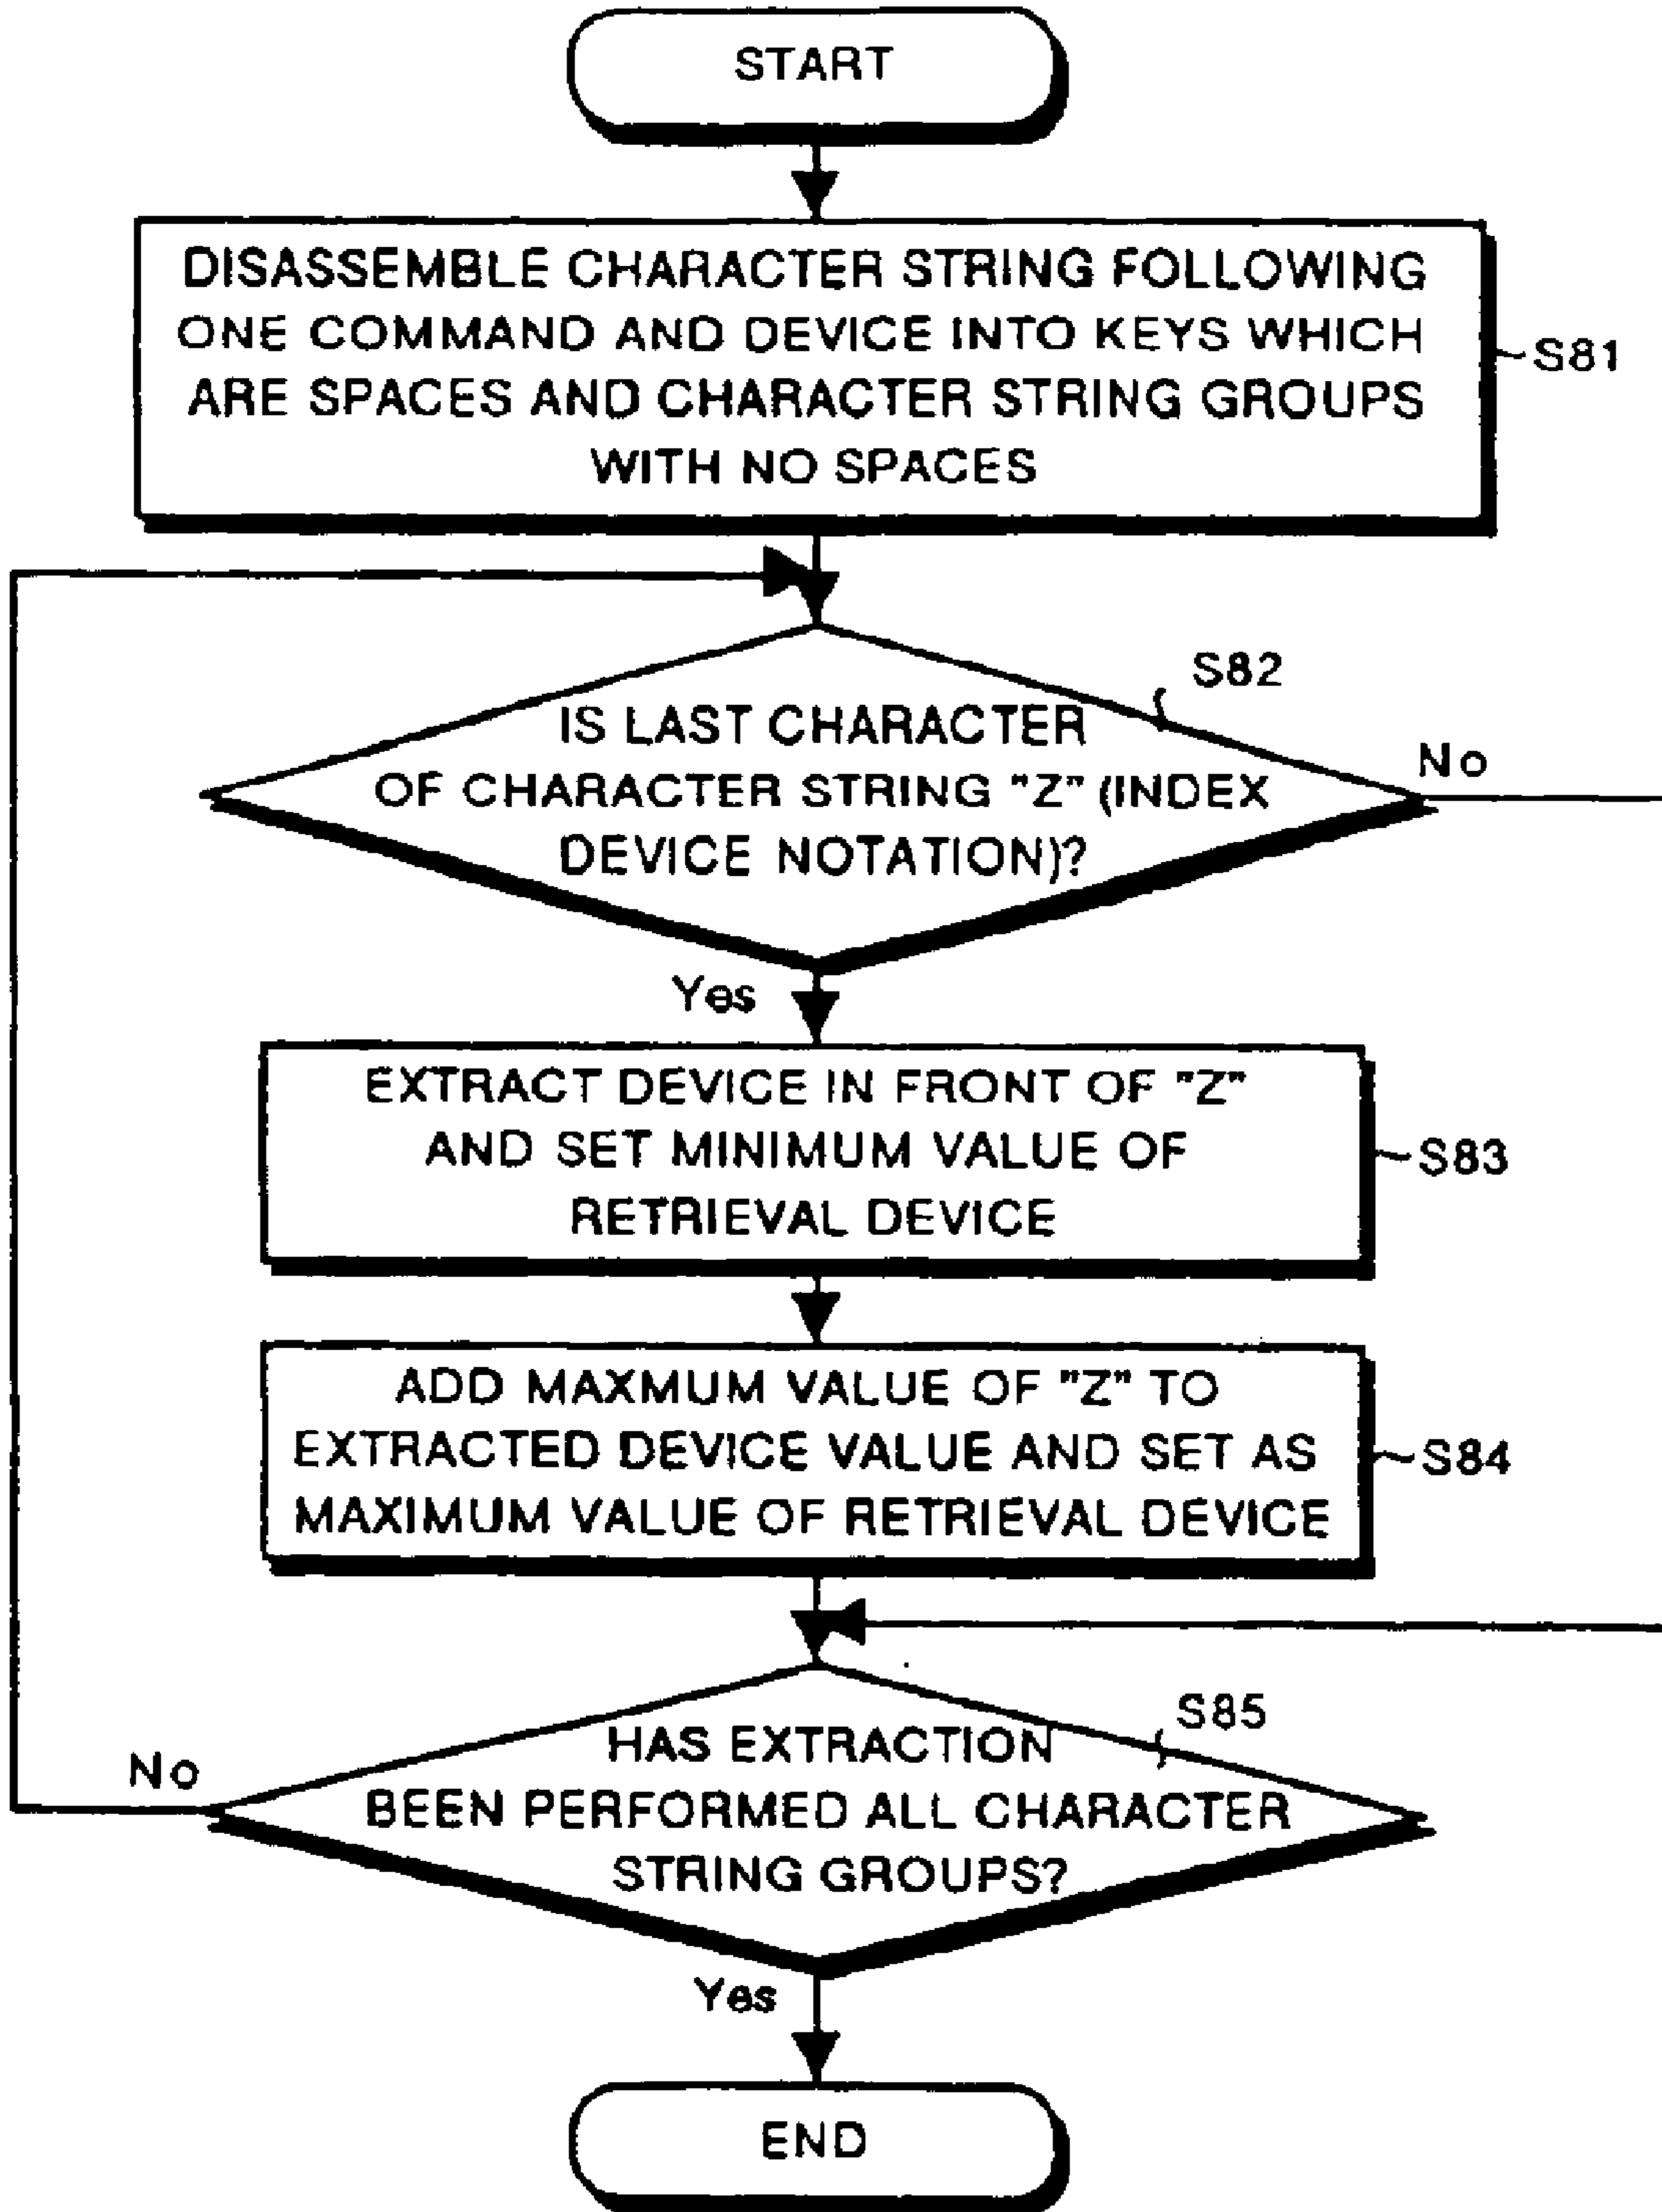 START
DISASSEMBLE CHARACTER STRING FOLLOWING
ONE COMMAND AND DEVICE INTO KEYS WHICH
ARE SPACES AND CHARACTER STRING GROUPS
WITH NO SPACES
S81
S82
IS LAST CHARACTER
OF CHARACTER STRING "Z" (INDEX
DEVICE NOTATION)?
No
Yes
EXTRACT DEVICE IN FRONT OF "Z"
AND SET MINIMUM VALUE OF
RETRIEVAL DEVICE
S83
ADD MAXMUM VALUE OF "Z" TO
EXTRACTED DEVICE VALUE AND SET AS
MAXIMUM VALUE OF RETRIEVAL DEVICE
S84
S85
HAS EXTRACTION
BEEN PERFORMED ALL CHARACTER
STRING GROUPS?
No
Yes
END